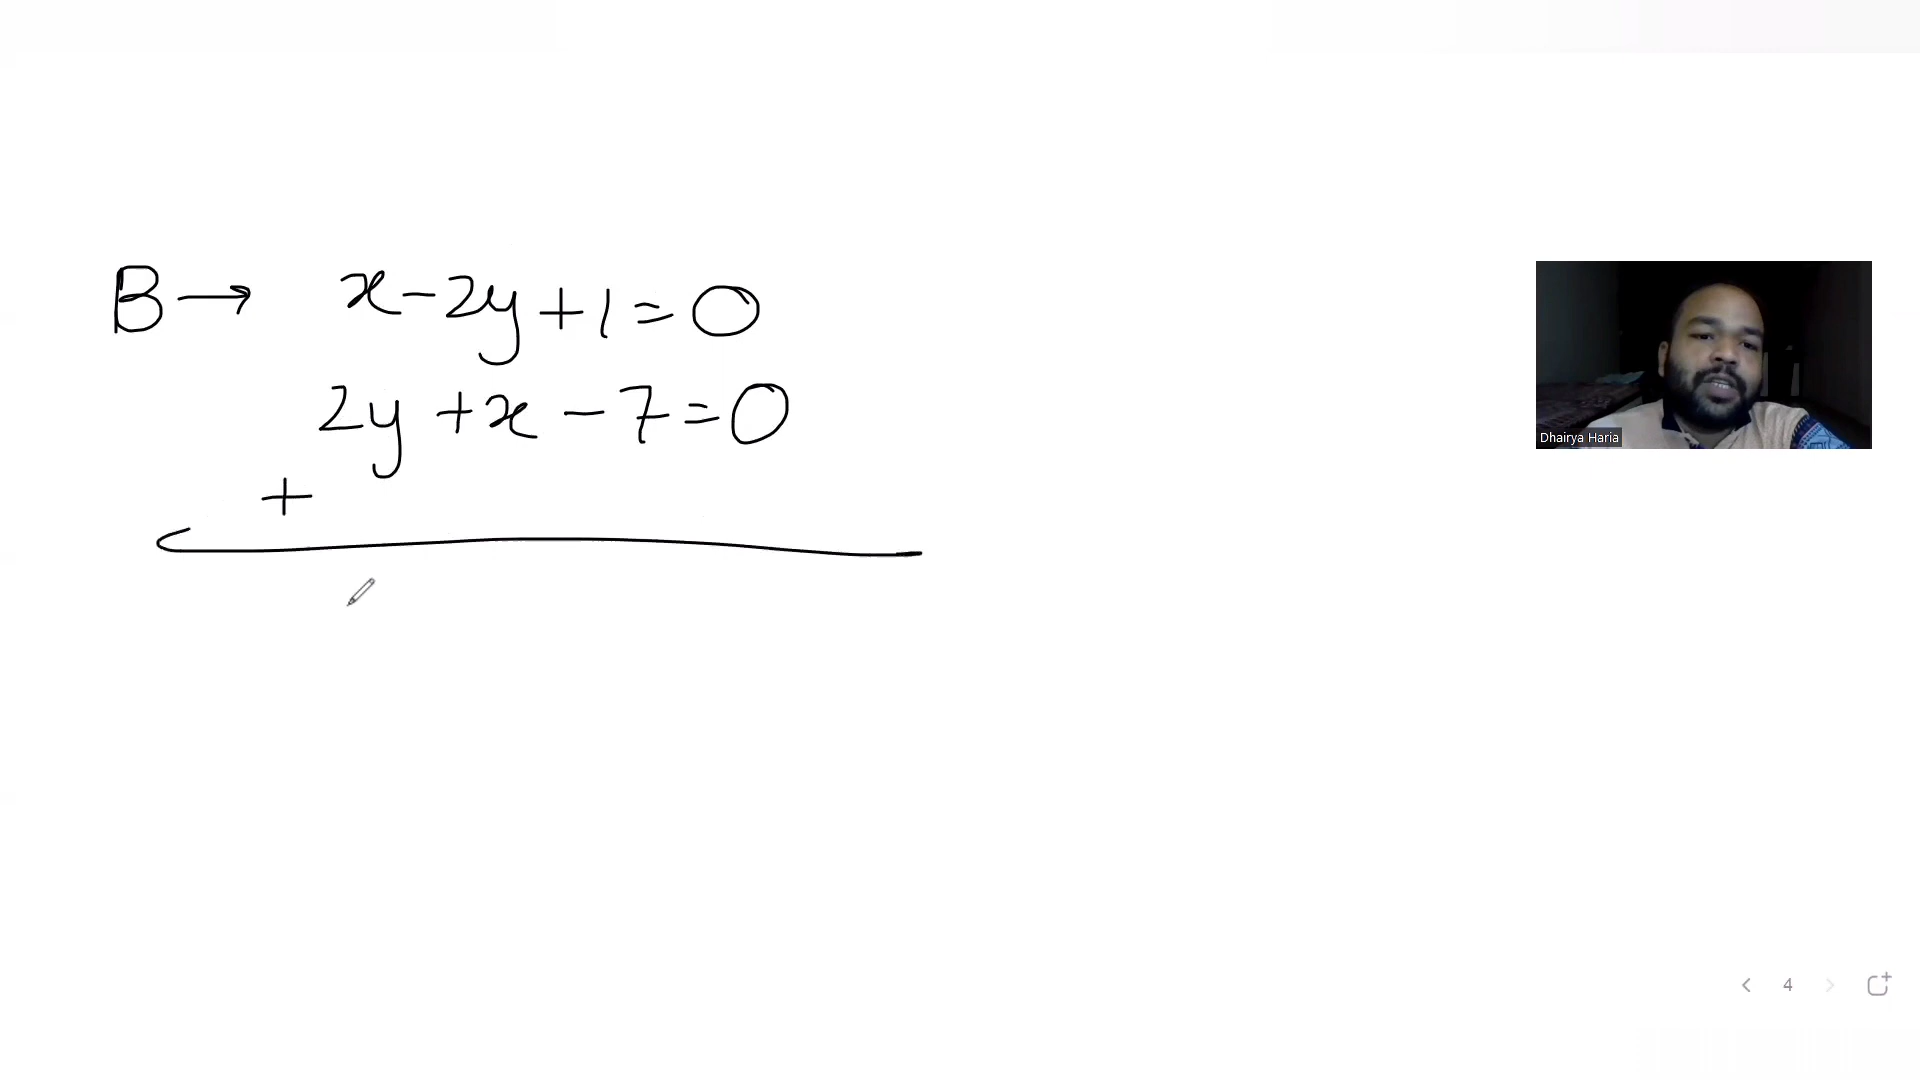 B → x-2y+1=0
2y+x-7=0
+
Dhairya Haria
4